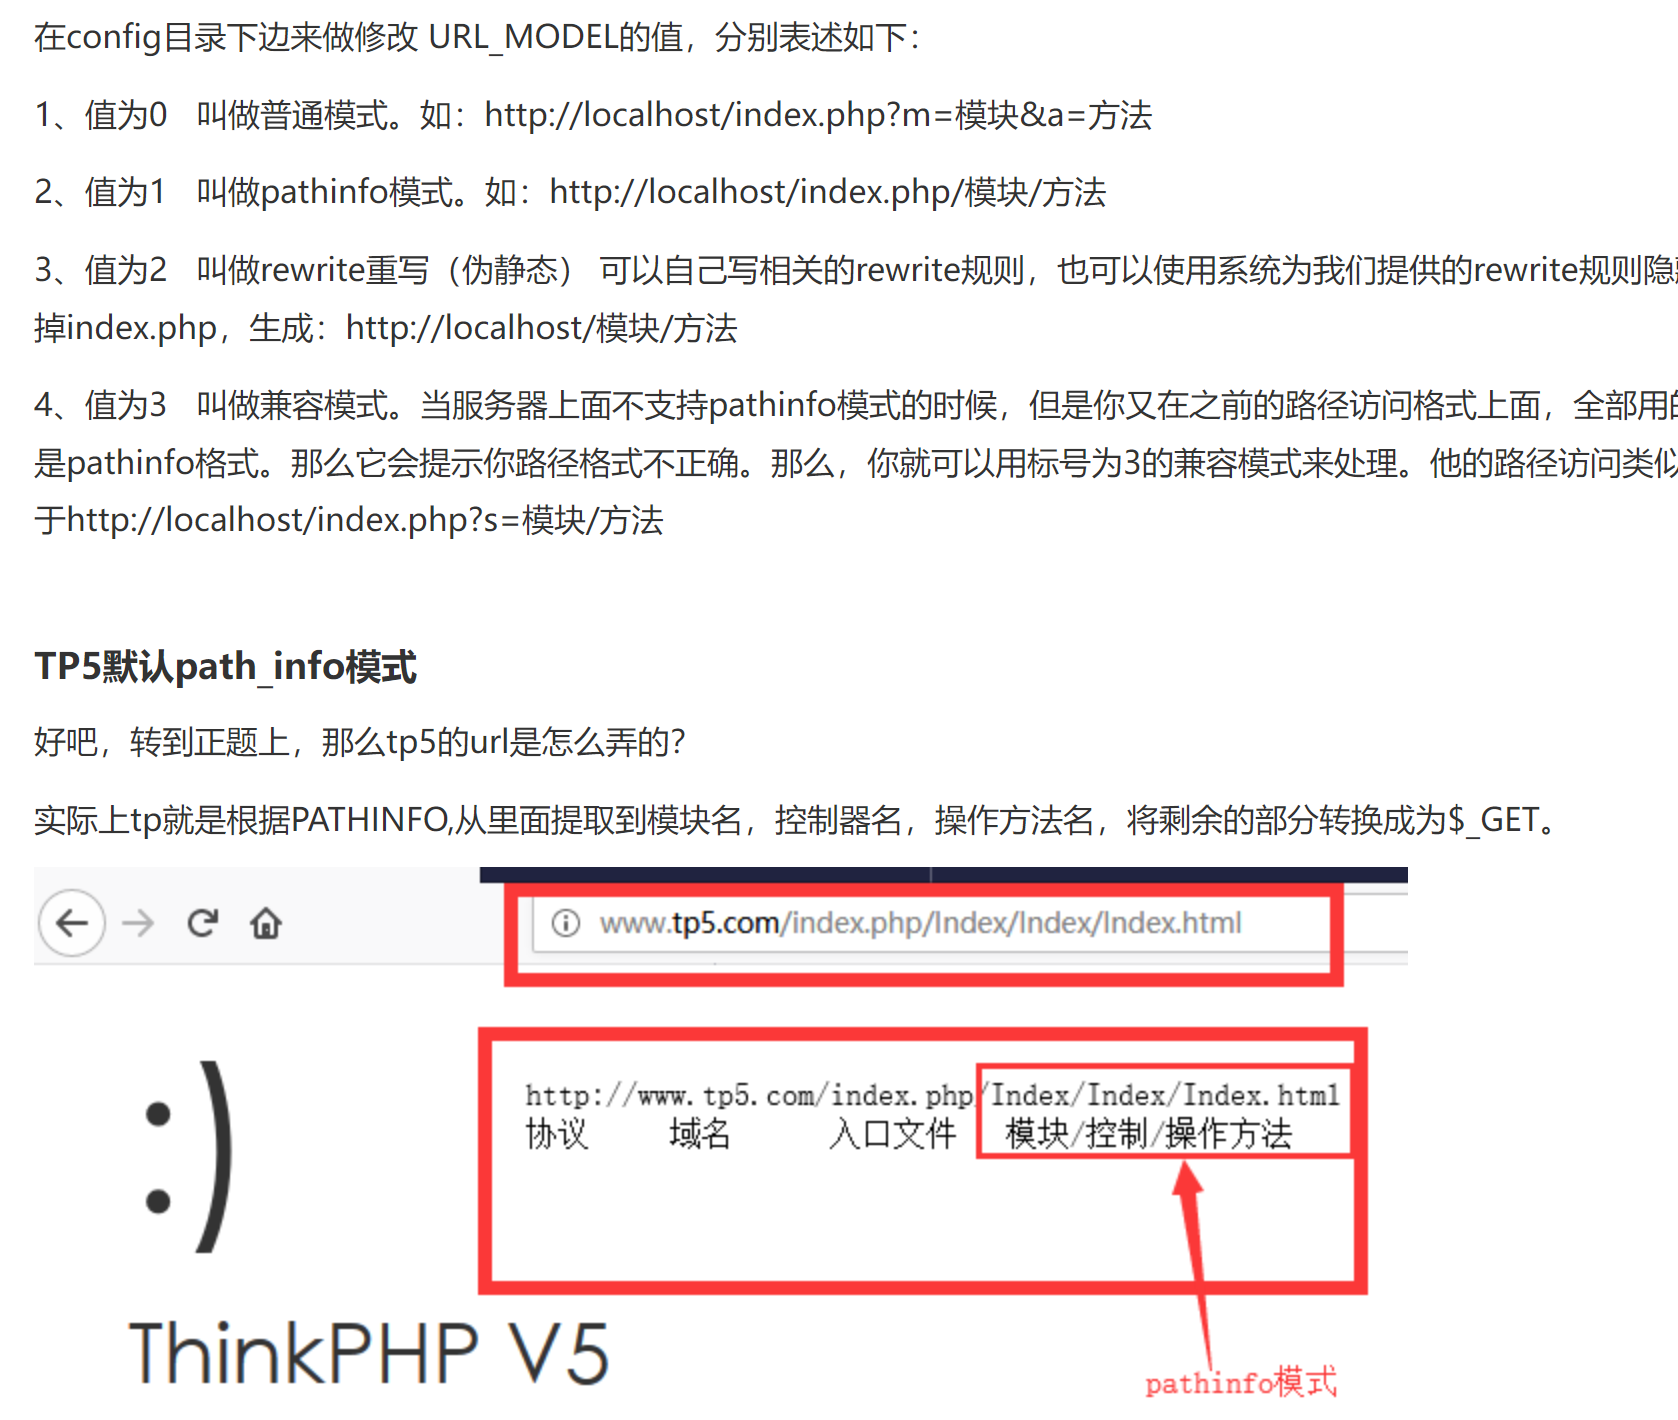 在config目录下边来做修改 URL_MODEL的值，分别表述如下：
1、值为0 叫做普通模式。如：http://localhost/index.php?m=模块&a=方法
2、值为1 叫做pathinfo模式。如：http://localhost/index.php/模块/方法
3、值为2 叫做rewrite重写（伪静态） 可以自己写相关的rewrite规则，也可以使用系统为我们提供的rewrite规则隐
掉index.php，生成：http://localhost/模块/方法
4、值为3 叫做兼容模式。当服务器上面不支持pathinfo模式的时候，但是你又在之前的路径访问格式上面，全部用的
是pathinfo格式。那么它会提示你路径格式不正确。那么，你就可以用标号为3的兼容模式来处理。他的路径访问类似
于http://localhost/index.php?s=模块/方法
TP5默认path_info模式
好吧，转到正题上，那么tp5的url是怎么弄的？
实际上tp就是根据PATHINFO,从里面提取到模块名，控制器名，操作方法名，将剩余的部分转换成为$_GET。
www.tp5.com/index.php/Index/Index/Index.html
http://www.tp5.com/index.php/Index/Index/Index.html
协议 域名 入口文件 模块/控制/操作方法
:)
ThinkPHP V5
pathinfo模式